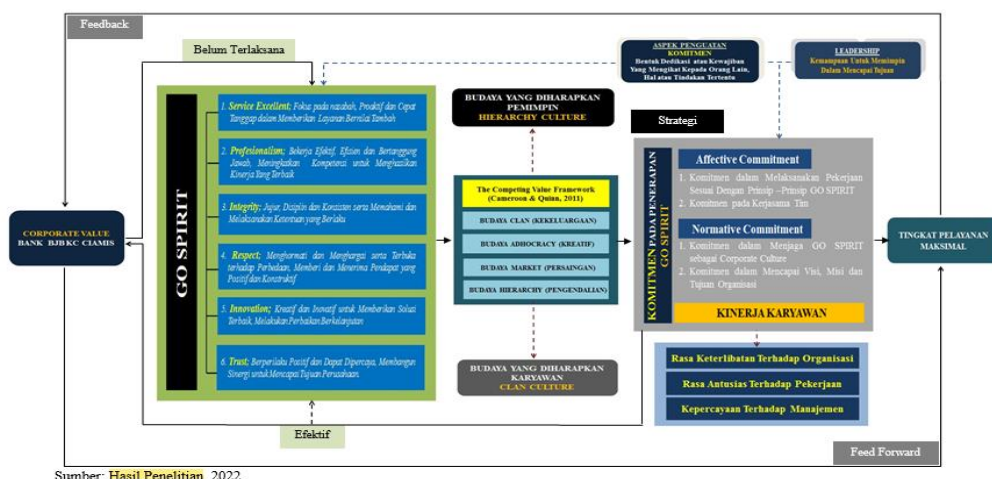 Feedback
Belum Terlaksana
ASPEK PENGUATAN
KOMITMEN
Bentuk Dedikasi atau Kewajiban
Yang Mengikat Kepada Orang Lain,
Hal atau Tindakan Tertentu
LEADERSHIP
Kemampuan Untuk Memimpin
Dalam Mencapai Tujuan
CORPORATE VALUE
BANK BJB KC CIAMIS
GO SPIRIT
1. Service Excellent; Fokus pada nasabah, Proaktif dan Cepat
Tanggap dalam Memberikan Layanan Bernilai Tambah
2. Profesionalism; Bekerja Efektif, Efisien dan Bertanggung
Jawab, Meningkatkan Kompetensi untuk Menghasilkan
Kinerja Yang Terbaik
3. Integrity; Jujur, Disiplin dan Konsisten serta Memahami dan
Melaksanakan Ketentuan yang Berlaku
4. Respect; Menghormati dan Menghargai serta Terbuka
terhadap Perbedaan, Memberi dan Menerima Pendapat yang
Positif dan Konstruktif
5. Innovation; Kreatif dan Inovatif untuk Memberikan Solusi
Terbaik, Melakukan Perbaikan Berkelanjutan
6. Trust; Berperilaku Positif dan Dapat Dipercaya, Membangun
Sinergi untuk Mencapai Tujuan Perusahaan.
Efektif
BUDAYA YANG DIHARAPKAN
PEMIMPIN
HIERARCHY CULTURE
The Competing Value Framework
(Cameron & Quinn, 2011)
BUDAYA CLAN (KEKELUARGAAN)
BUDAYA ADHOCRACY (KREATIF)
BUDAYA MARKET (PERSAINGAN)
BUDAYA HIERARCHY (PENGENDALIAN)
BUDAYA YANG DIHARAPKAN
KARYAWAN
CLAN CULTURE
Strategi
KOMITMEN PADA PENERAPAN
GO SPIRIT
Affective Commitment
1. Komitmen dalam Melaksanakan Pekerjaan
Sesuai Dengan Prinsip –Prinsip GO SPIRIT
2. Komitmen pada Kerjasama Tim
Normative Commitment
1. Komitmen dalam Menjaga GO SPIRIT
sebagai Corporate Culture
2. Komitmen dalam Mencapai Visi, Misi dan
Tujuan Organisasi
KINERJA KARYAWAN
Rasa Keterlibatan Terhadap Organisasi
Rasa Antusias Terhadap Pekerjaan
Kepercayaan Terhadap Manajemen
TINGKAT PELAYANAN
MAKSIMAL
Feed Forward
Sumber: Hasil Penelitian, 2022